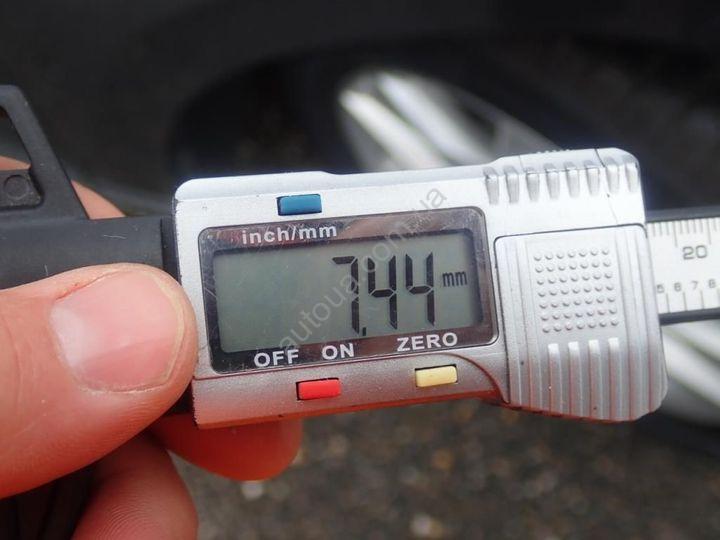 inch/mm
7.44 mm
OFF ON ZERO
20
5 6 7 8
autoua.com.ua